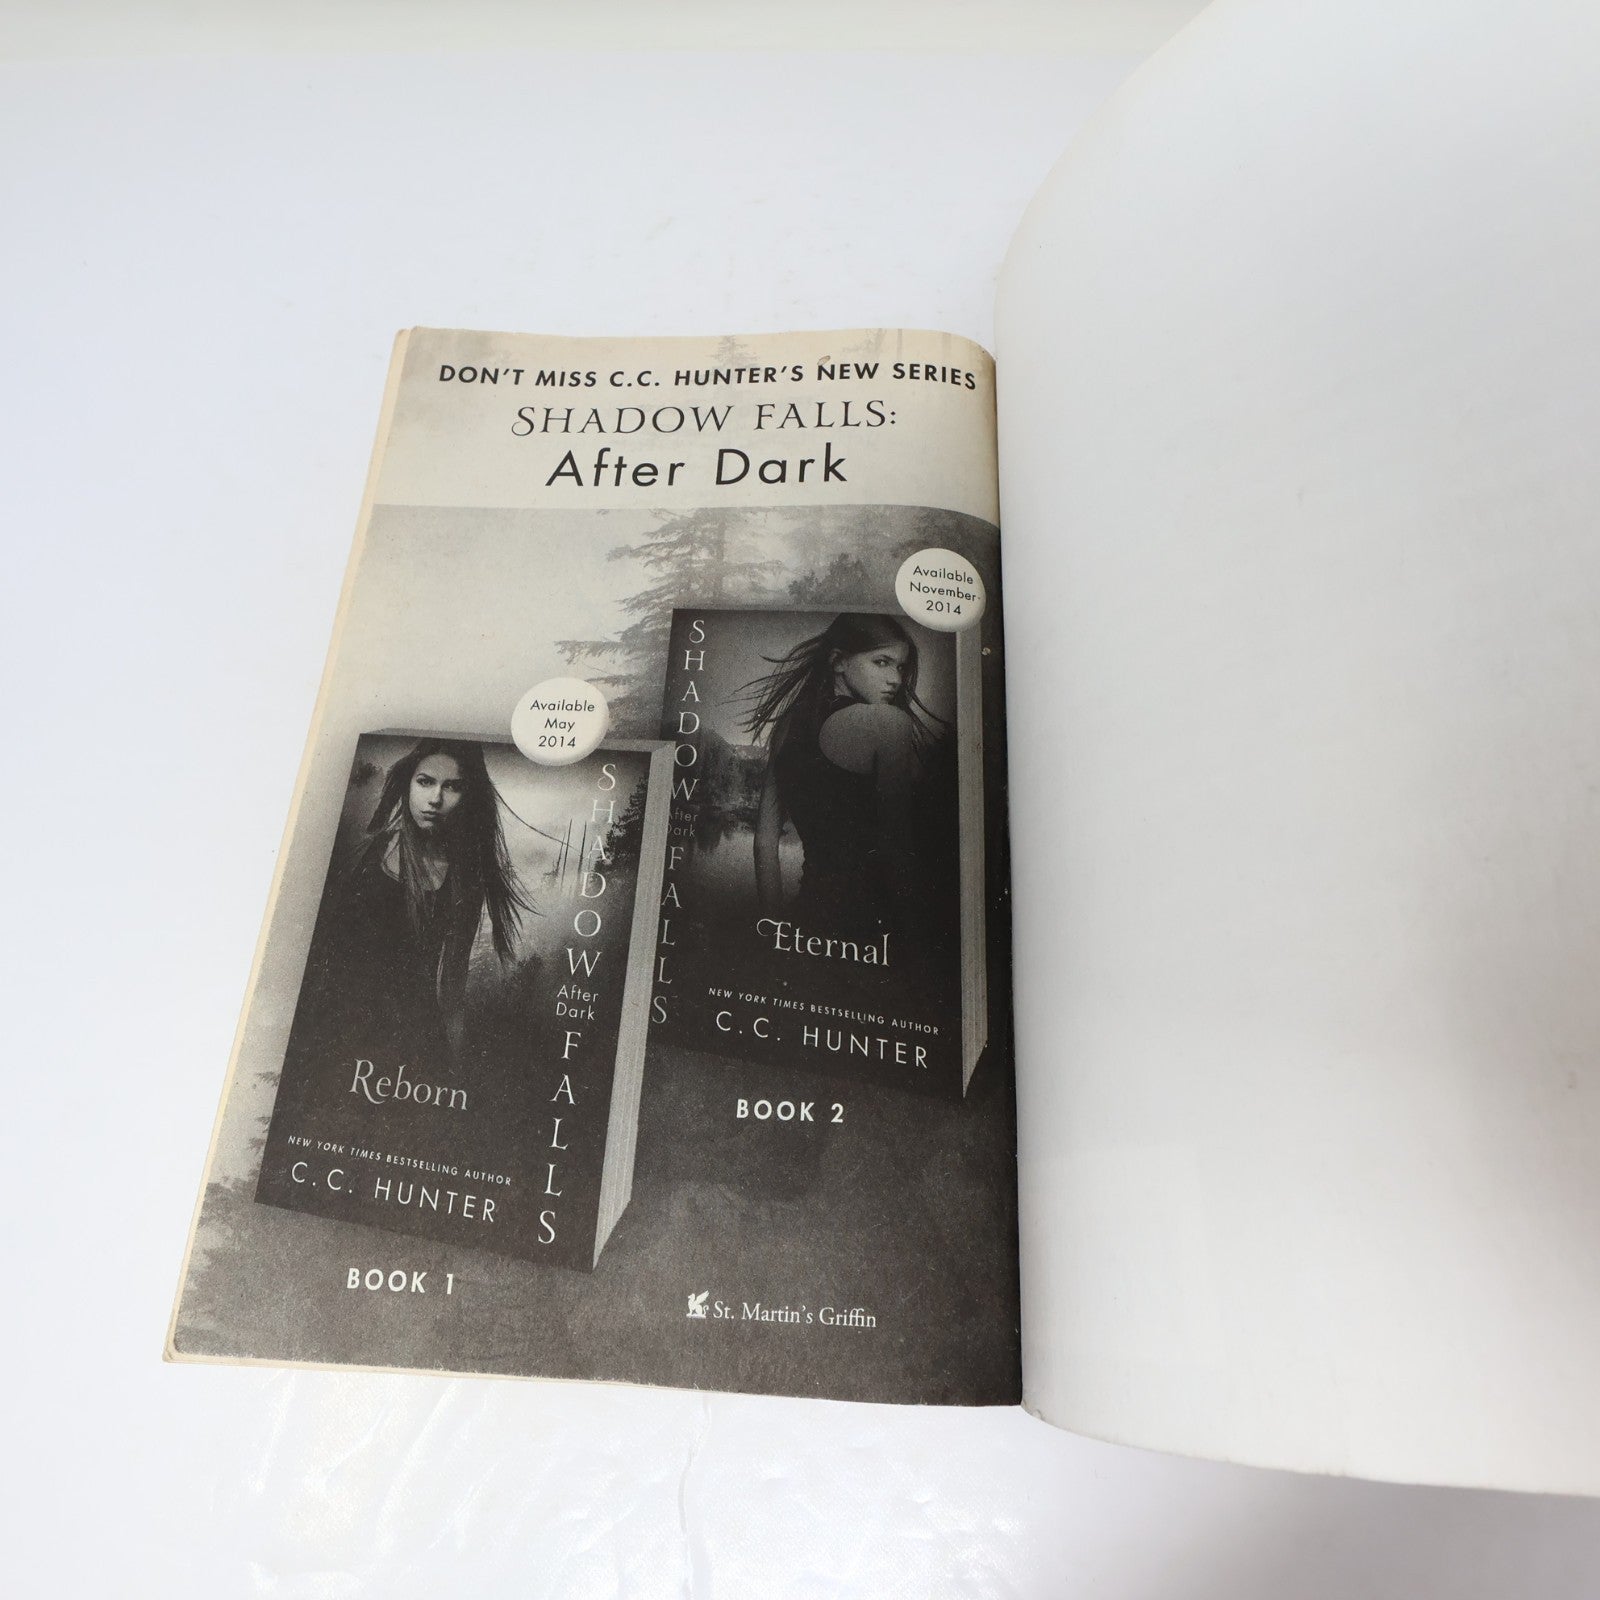 DON'T MISS C.C. HUNTER'S NEW SERIES
SHADOW FALLS:
After Dark
Available
November
2014
SHADOW
After
Dark
FALLS
Eternal
NEW YORK TIMES BESTSELLING AUTHOR
C.C. HUNTER
BOOK 2
Available
May
2014
SHADOW
After
Dark
FALLS
Reborn
NEW YORK TIMES BESTSELLING AUTHOR
C.C. HUNTER
BOOK 1
St. Martin's Griffin